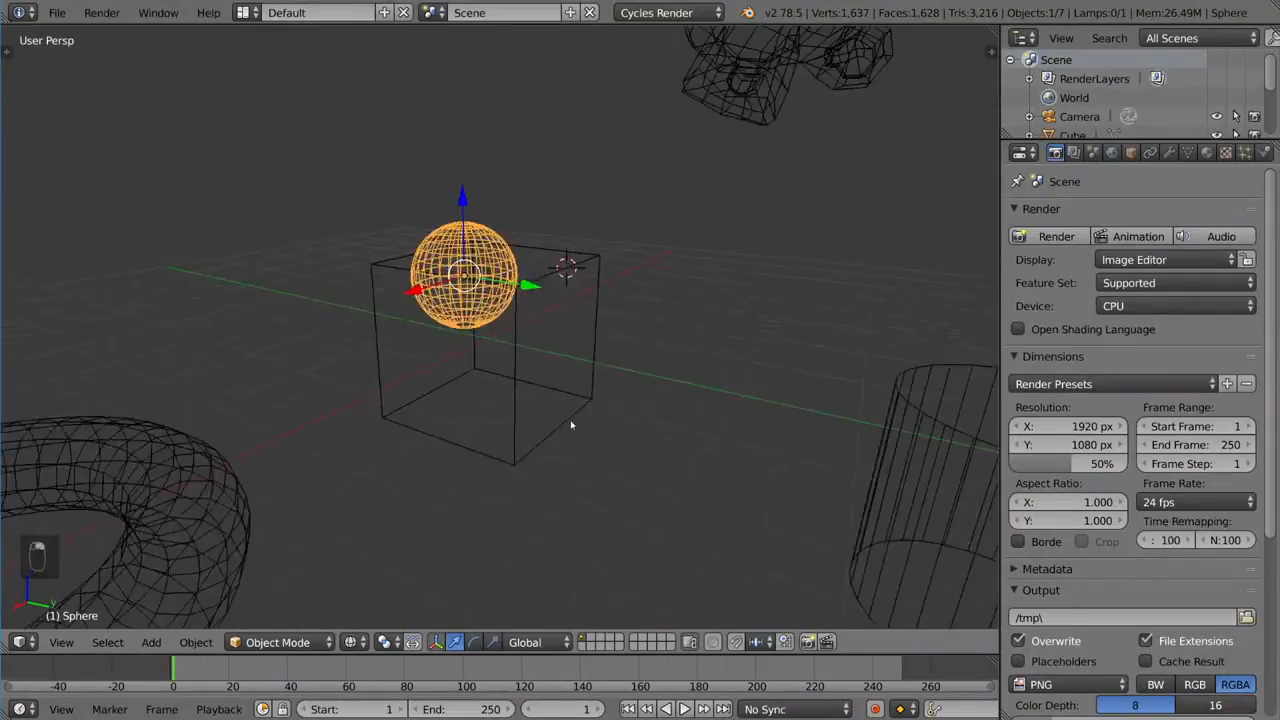 File Render Window Help Default Scene Cycles Render v2.78.5 | Verts:1,637 | Faces:1,628 | Tris:3,216 | Objects:1/7 | Lamps:0/1 | Mem:26.49M | Sphere
User Persp
View Search All Scenes
Scene
RenderLayers
World
Camera
Cube
Scene
Render
Render Animation Audio
Display: Image Editor
Feature Set: Supported
Device: CPU
Open Shading Language
Dimensions
Render Presets
Resolution: Frame Range:
X: 1920 px Start Frame: 1
Y: 1080 px End Frame: 250
50% Frame Step: 1
Aspect Ratio: Frame Rate:
X: 1.000 24 fps
Y: 1.000 Time Remapping:
Borde Crop : 100 N:100
Metadata
Output
/tmp\
Overwrite File Extensions
Placeholders Cache Result
PNG BW RGB RGBA
Color Depth: 8 16
z
y
(1) Sphere
View Select Add Object Object Mode Global
-40 -20 0 20 40 60 80 100 120 140 160 180 200 220 240 260
View Marker Frame Playback Start: 1 End: 250 1 No Sync